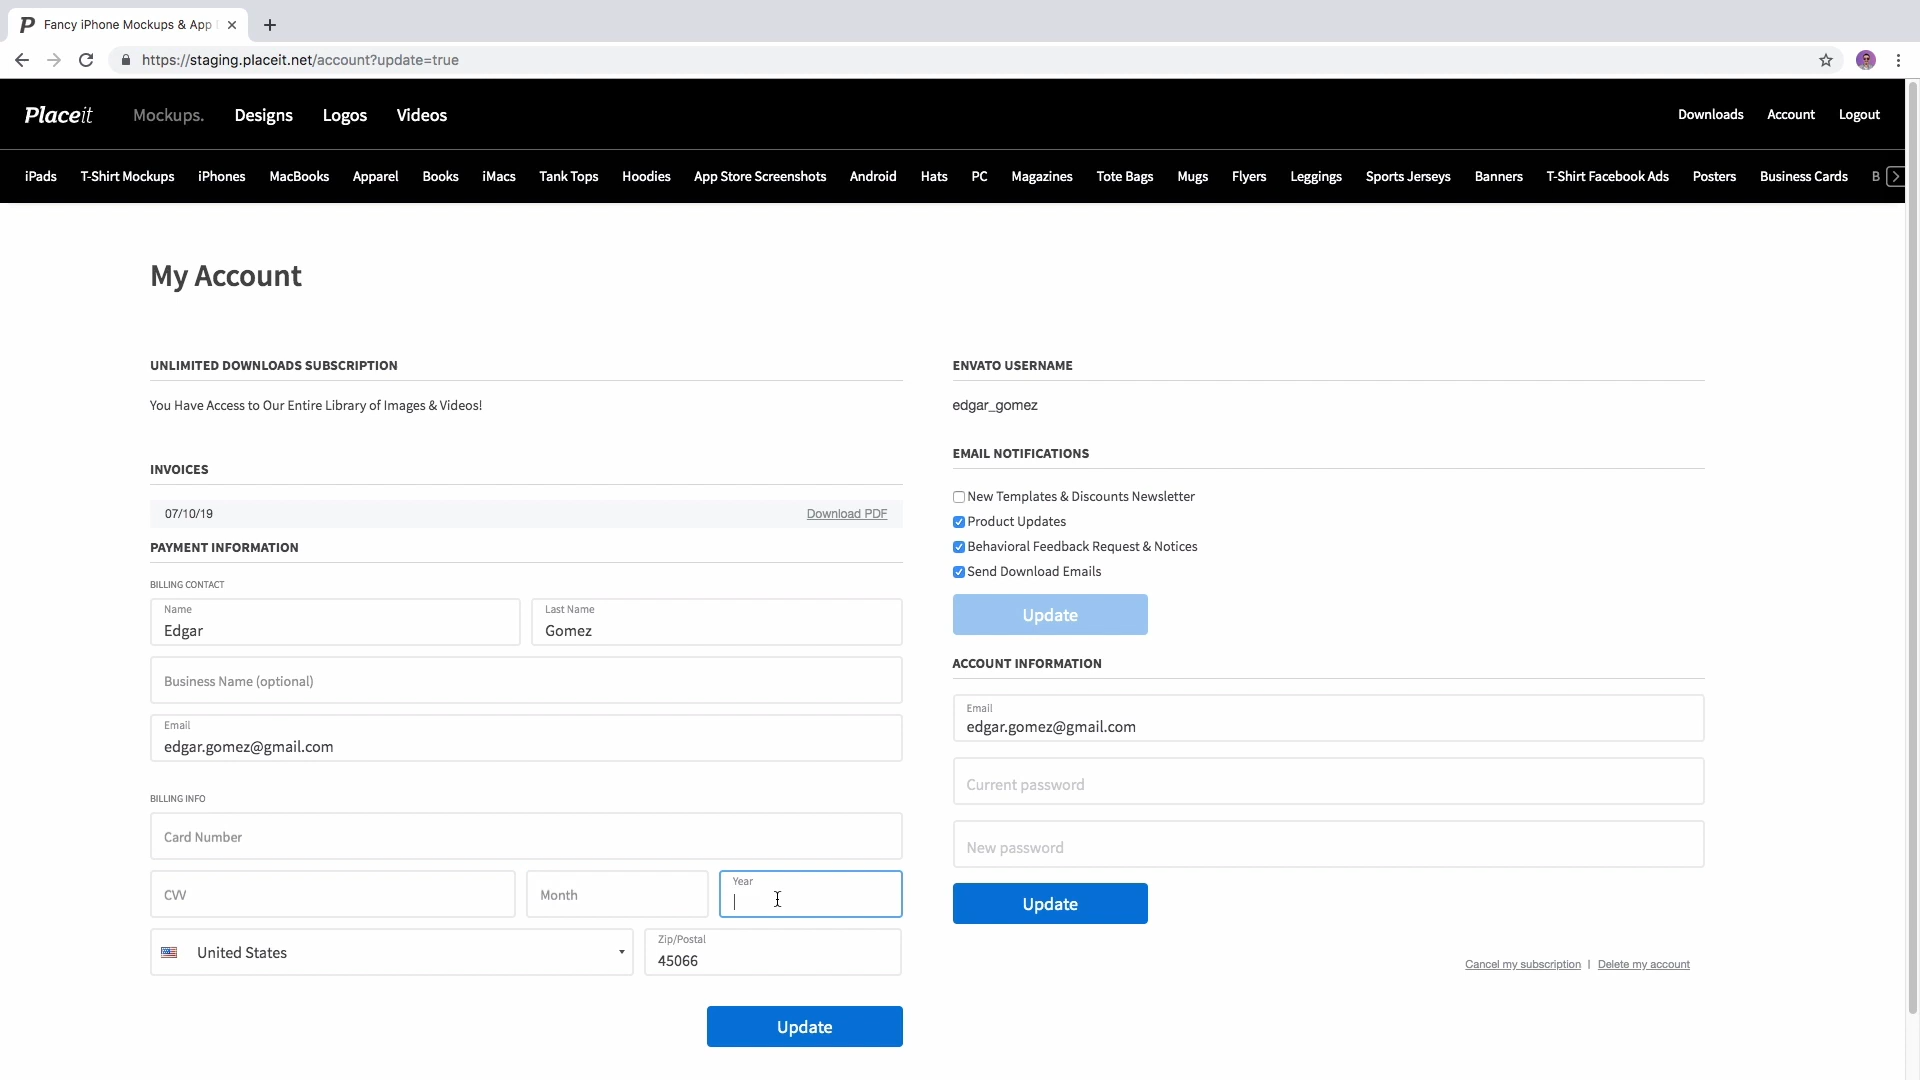 Fancy iPhone Mockups & App
https://staging.placeit.net/account?update=true
Placeit
Mockups.
Designs
Logos
Videos
Downloads
Account
Logout
iPads
T-Shirt Mockups
iPhones
MacBooks
Apparel
Books
iMacs
Tank Tops
Hoodies
App Store Screenshots
Android
Hats
PC
Magazines
Tote Bags
Mugs
Flyers
Leggings
Sports Jerseys
Banners
T-Shirt Facebook Ads
Posters
Business Cards
B
My Account
UNLIMITED DOWNLOADS SUBSCRIPTION
You Have Access to Our Entire Library of Images & Videos!
INVOICES
07/10/19
Download PDF
PAYMENT INFORMATION
BILLING CONTACT
Name
Edgar
Last Name
Gomez
Business Name (optional)
Email
edgar.gomez@gmail.com
BILLING INFO
Card Number
CVV
Month
Year
United States
Zip/Postal
45066
Update
ENVATO USERNAME
edgar_gomez
EMAIL NOTIFICATIONS
New Templates & Discounts Newsletter
Product Updates
Behavioral Feedback Request & Notices
Send Download Emails
Update
ACCOUNT INFORMATION
Email
edgar.gomez@gmail.com
Current password
New password
Update
Cancel my subscription | Delete my account